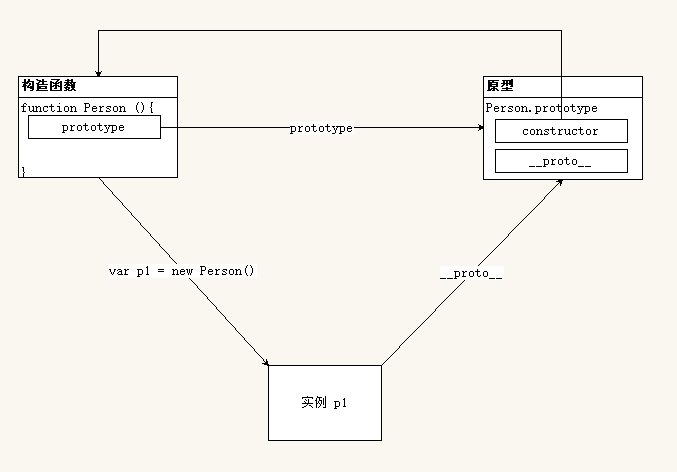 构造函数
function Person (){
prototype
}
prototype
原型
Person.prototype
constructor
__proto__
var p1 = new Person()
__proto__
实例 p1